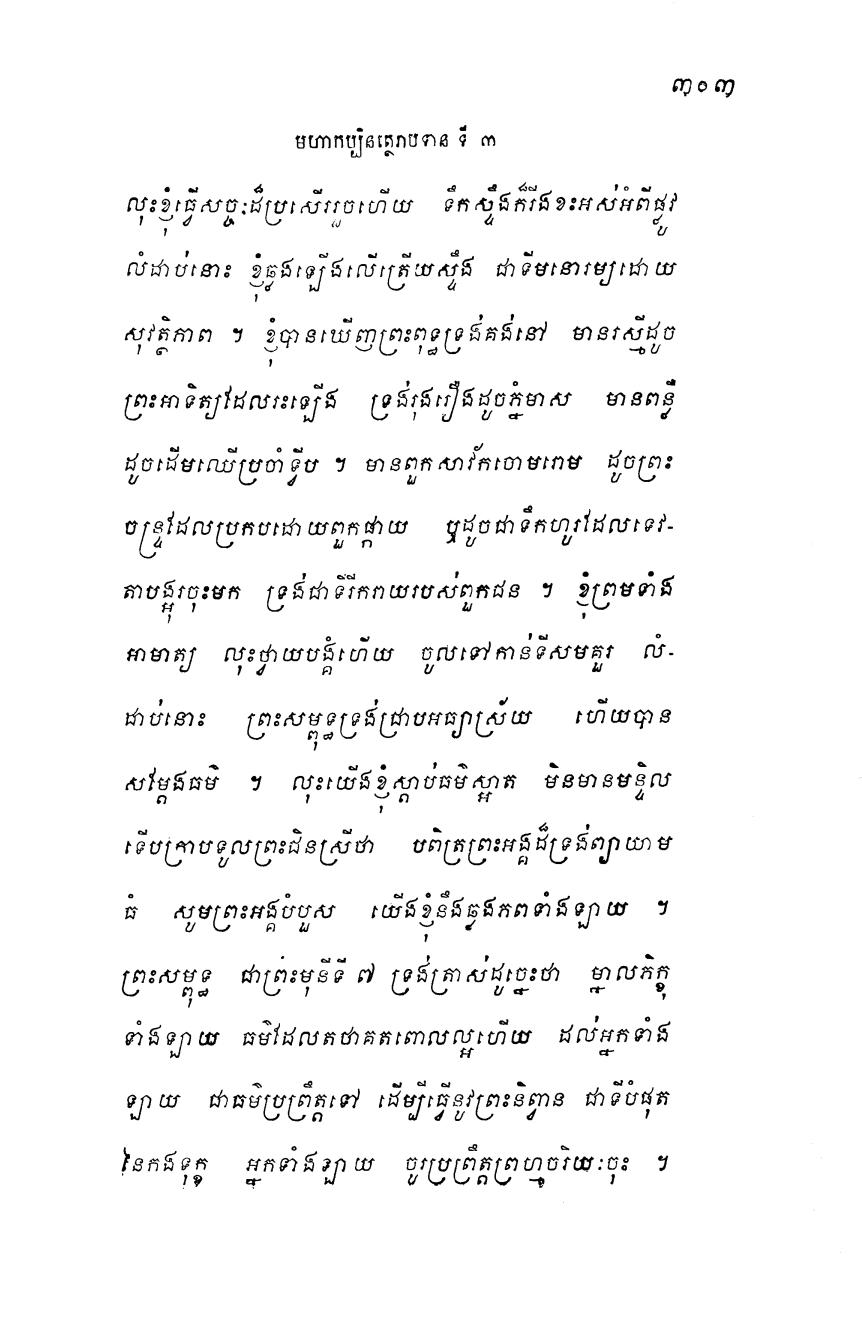 ៣០៣
មហាកប្បិនត្ថេរាបទាន ទី ៣
លុះខ្ញុំធ្វើសច្ចៈដ៏ប្រសើររួចហើយ ទឹកស្ទឹងក៏រីងខះអស់អំពីផ្លូវ
លំដាប់នោះ ខ្ញុំឆ្លងឡើងលើត្រើយស្ទឹង ជាទីមនោរម្យដោយ
សុវត្ថិភាព ។ ខ្ញុំបានឃើញព្រះពុទ្ធទ្រង់គង់នៅ មានរស្មីដូច
ព្រះអាទិត្យដែលរះឡើង ទ្រង់រុងរឿងដូចភ្នំមាស មានពន្លឺ
ដូចដើមឈើប្រចាំទ្វីប ។ មានពួកសាវ័កចោមរោម ដូចព្រះ
ចន្ទ្រដែលប្រកបដោយពួកផ្កាយ ឬដូចជាទឹកហូរដែលទេវ-
តាបង្អុរចុះមក ទ្រង់ជាទីរីករាយរបស់ពួកជន ។ ខ្ញុំព្រមទាំង
អាមាត្យ លុះថ្វាយបង្គំហើយ ចូលទៅកាន់ទីសមគួរ លំ-
ដាប់នោះ ព្រះសម្ពុទ្ធទ្រង់ជ្រាបអធ្យាស្រ័យ ហើយបាន
សម្តែងធម៌ ។ លុះយើងខ្ញុំស្តាប់ធម៌ស្អាត មិនមានមន្ទិល
ទើបក្រាបទូលព្រះជិនស្រីថា បពិត្រព្រះអង្គដ៏ទ្រង់ព្យាយាម
ធំ សូមព្រះអង្គបំបួស យើងខ្ញុំនឹងឆ្លងភពទាំងឡាយ ។
ព្រះសម្ពុទ្ធ ជាព្រះមុនីទី ៧ ទ្រង់ត្រាស់ដូច្នេះថា ម្នាលភិក្ខុ
ទាំងឡាយ ធម៌ដែលតថាគតពោលល្អហើយ ដល់អ្នកទាំង
ឡាយ ជាធម៌ប្រព្រឹត្តទៅ ដើម្បីធ្វើនូវព្រះនិព្វាន ជាទីបំផុត
នៃកងទុក្ខ អ្នកទាំងឡាយ ចូរប្រព្រឹត្តព្រហ្មចរិយៈចុះ ។